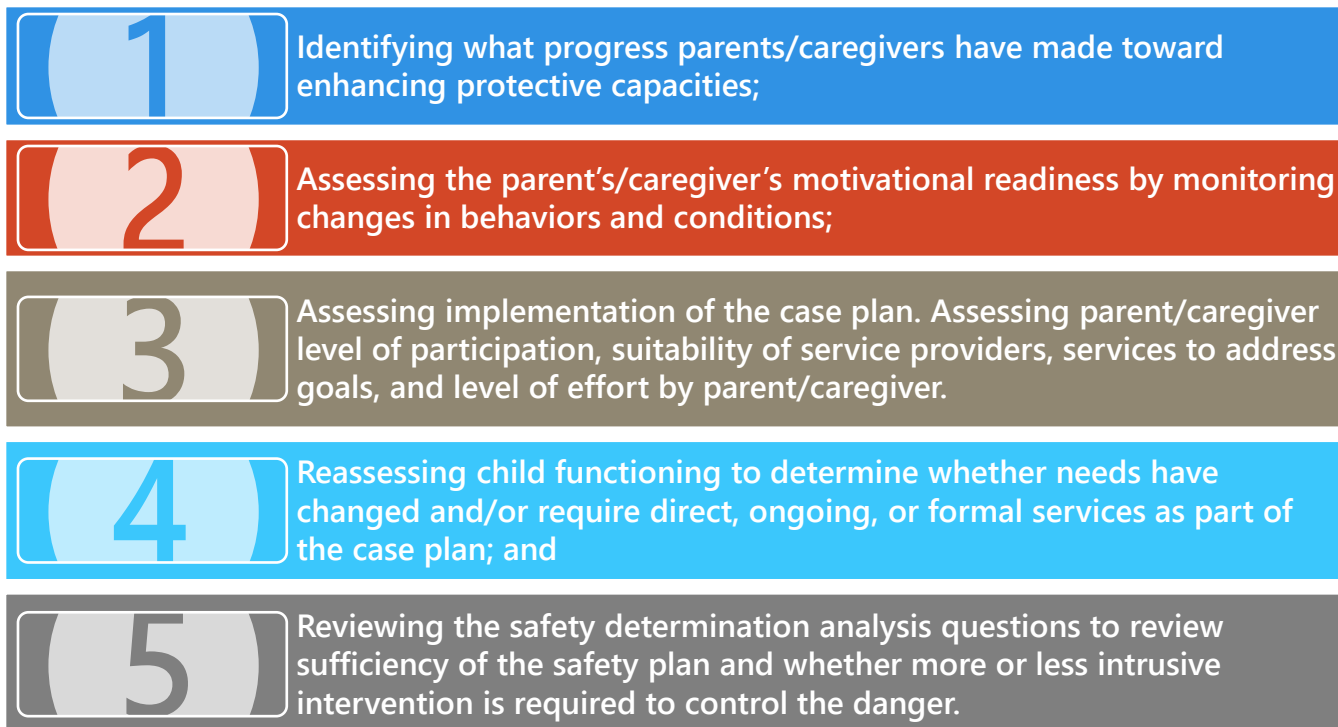 1
Identifying what progress parents/caregivers have made toward
enhancing protective capacities;
2
Assessing the parent’s/caregiver’s motivational readiness by monitoring
changes in behaviors and conditions;
3
Assessing implementation of the case plan. Assessing parent/caregiver
level of participation, suitability of service providers, services to address
goals, and level of effort by parent/caregiver.
4
Reassessing child functioning to determine whether needs have
changed and/or require direct, ongoing, or formal services as part of
the case plan; and
5
Reviewing the safety determination analysis questions to review
sufficiency of the safety plan and whether more or less intrusive
intervention is required to control the danger.